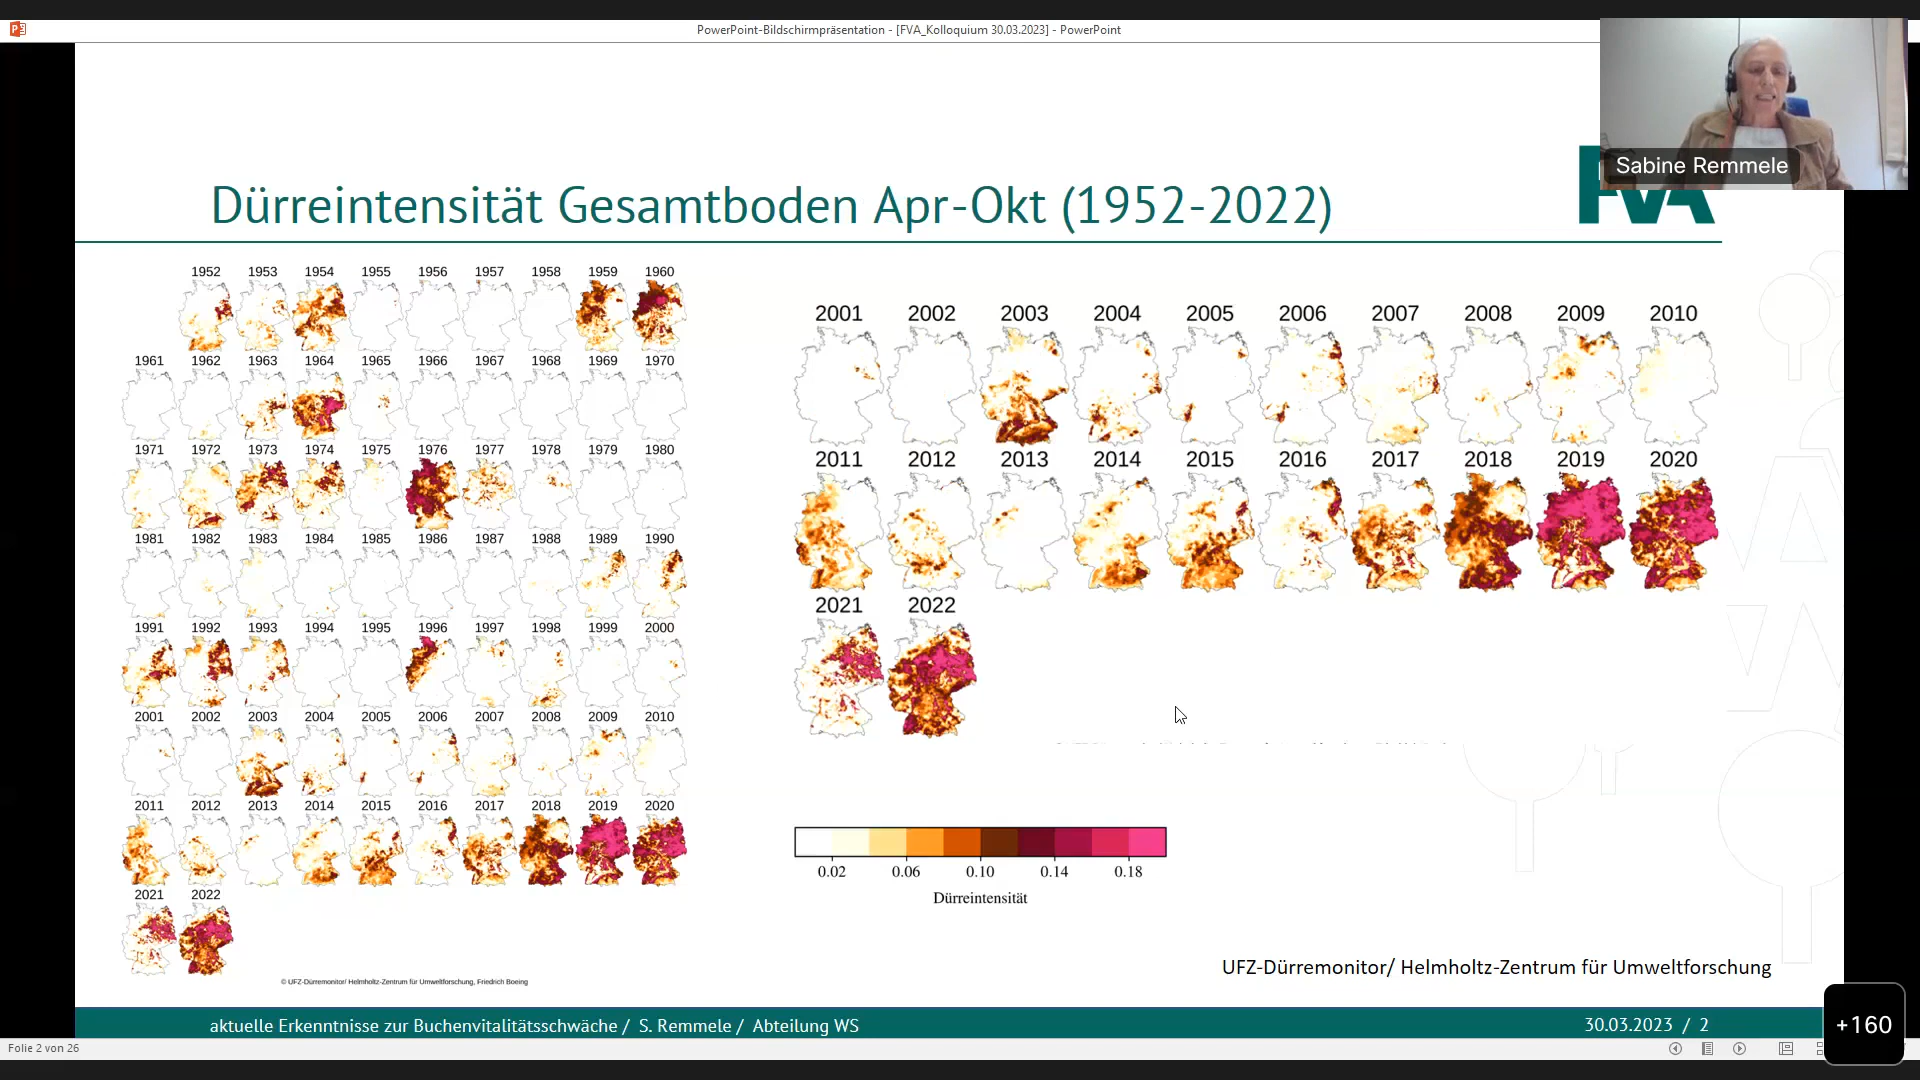 PowerPoint-Bildschirmpräsentation - [FVA_Kolloquium 30.03.2023] - PowerPoint
Sabine Remmele
FVA
Dürreintensität Gesamtboden Apr-Okt (1952-2022)
1952 1953 1954 1955 1956 1957 1958 1959 1960
1961 1962 1963 1964 1965 1966 1967 1968 1969 1970
1971 1972 1973 1974 1975 1976 1977 1978 1979 1980
1981 1982 1983 1984 1985 1986 1987 1988 1989 1990
1991 1992 1993 1994 1995 1996 1997 1998 1999 2000
2001 2002 2003 2004 2005 2006 2007 2008 2009 2010
2011 2012 2013 2014 2015 2016 2017 2018 2019 2020
2021 2022
© UFZ-Dürremonitor/ Helmholtz-Zentrum für Umweltforschung, Friedrich Boeing
2001 2002 2003 2004 2005 2006 2007 2008 2009 2010
2011 2012 2013 2014 2015 2016 2017 2018 2019 2020
2021 2022
0.02 0.06 0.10 0.14 0.18
Dürreintensität
UFZ-Dürremonitor/ Helmholtz-Zentrum für Umweltforschung
aktuelle Erkenntnisse zur Buchenvitalitätsschwäche / S. Remmele / Abteilung WS
30.03.2023 / 2
+160
Folie 2 von 26